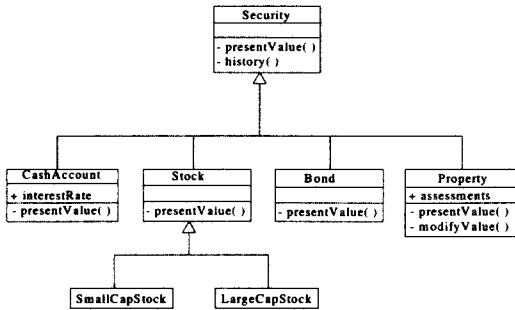 Security
- presentValue( )
- history( )
CashAccount
+ interestRate
- presentValue( )
Stock
- presentValue( )
Bond
- presentValue( )
Property
+ assessments
- presentValue( )
- modifyValue( )
SmallCapStock
LargeCapStock